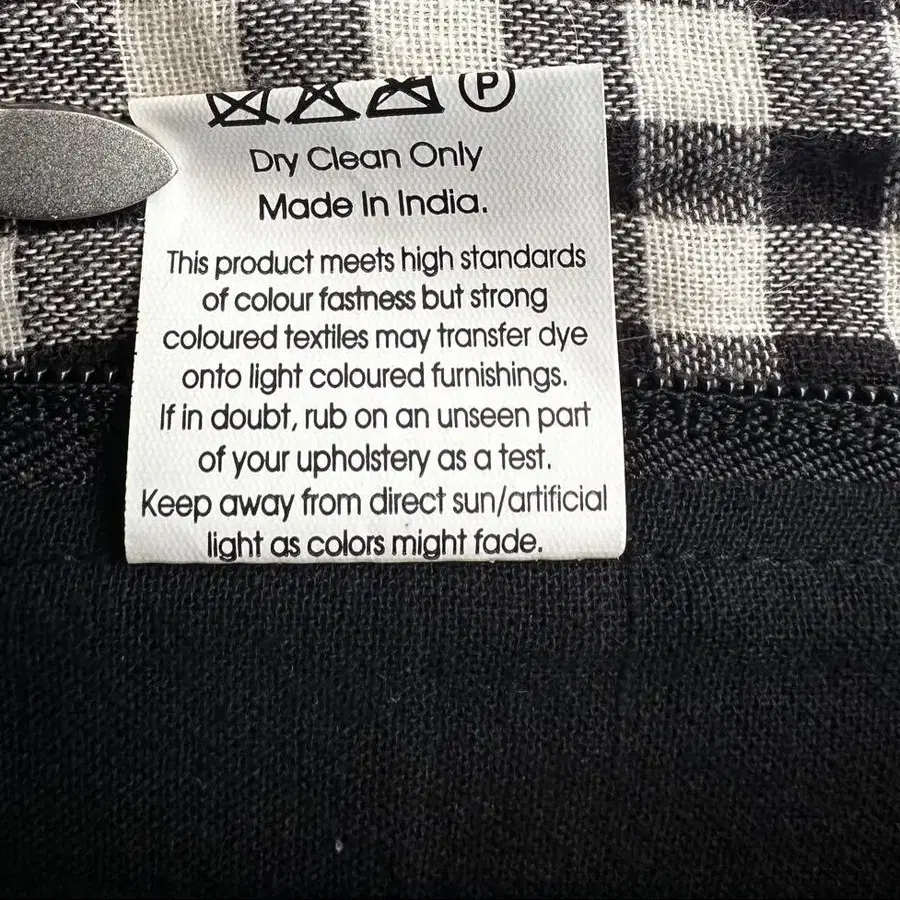 P
Dry Clean Only
Made In India.
This product meets high standards
of colour fastness but strong
coloured textiles may transfer dye
onto light coloured furnishings.
If in doubt, rub on an unseen part
of your upholstery as a test.
Keep away from direct sun/artificial
light as colors might fade.